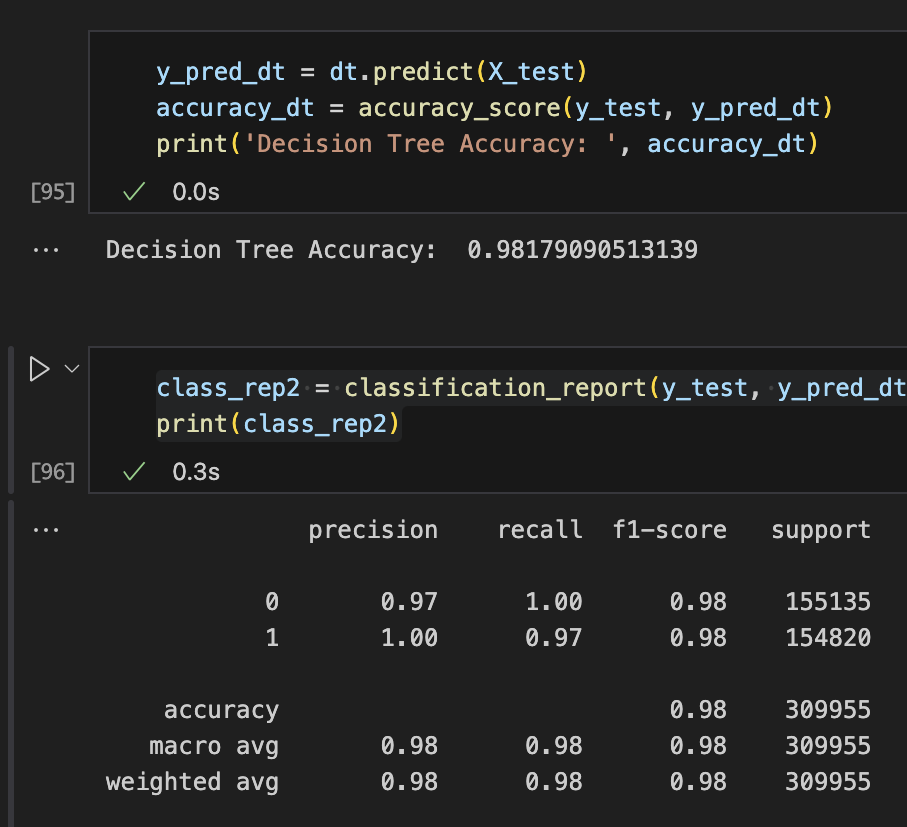 y_pred_dt = dt.predict(X_test)
accuracy_dt = accuracy_score(y_test, y_pred_dt)
print('Decision Tree Accuracy: ', accuracy_dt)
[95] ✓ 0.0s
... Decision Tree Accuracy:  0.98179090513139
class_rep2 = classification_report(y_test, y_pred_dt
print(class_rep2)
[96] ✓ 0.3s
... precision recall f1-score support
0 0.97 1.00 0.98 155135
1 1.00 0.97 0.98 154820
accuracy 0.98 309955
macro avg 0.98 0.98 0.98 309955
weighted avg 0.98 0.98 0.98 309955